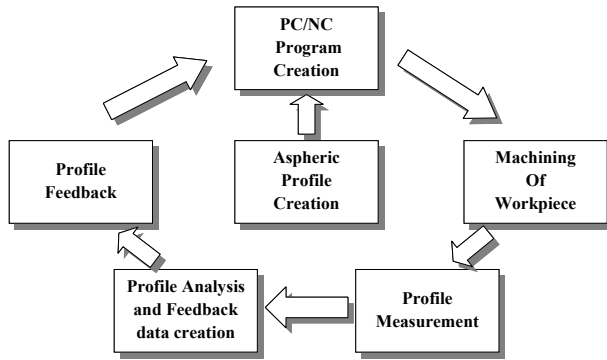 PC/NC
Program
Creation
Profile
Feedback
Aspheric
Profile
Creation
Machining
Of
Workpiece
Profile Analysis
and Feedback
data creation
Profile
Measurement